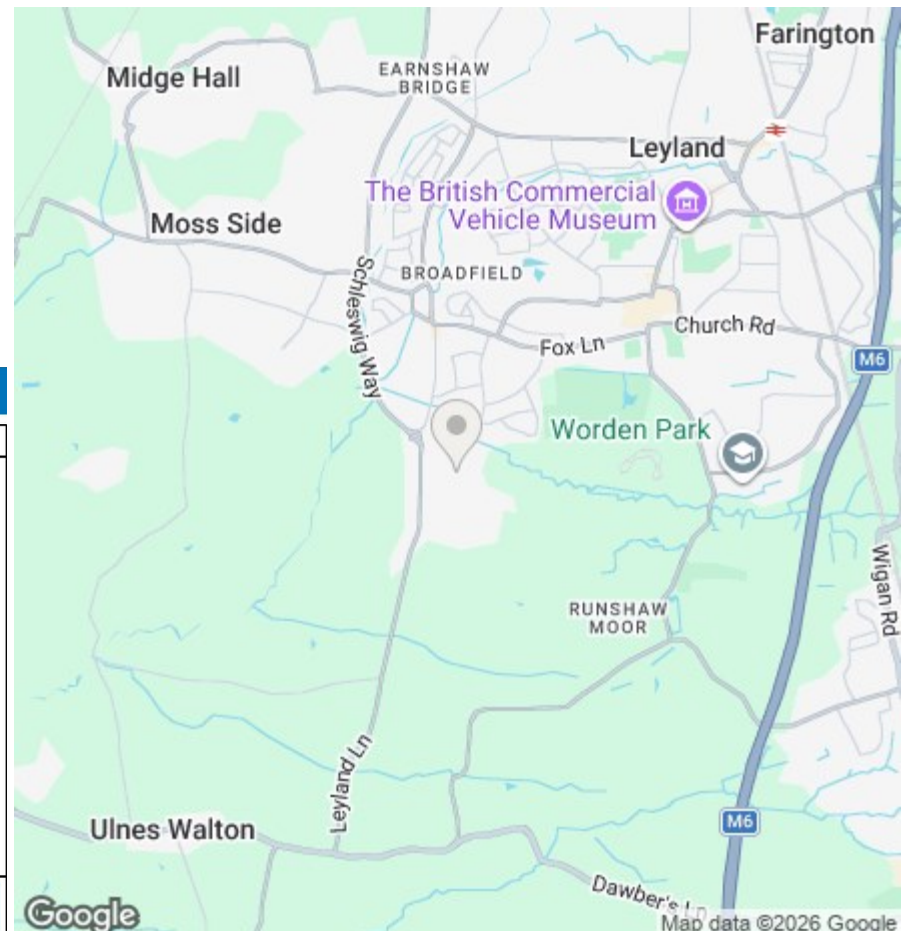 Farington
EARNSHAW
BRIDGE
Midge Hall
Leyland
The British Commercial
Vehicle Museum
Moss Side
BROADFIELD
Schleswig Way
Church Rd
Fox Ln
M6
Worden Park
Wigan Rd
RUNSHAW
MOOR
Leyland Ln
Ulnes Walton
M6
Dawber's Ln
Google
Map data ©2026 Google